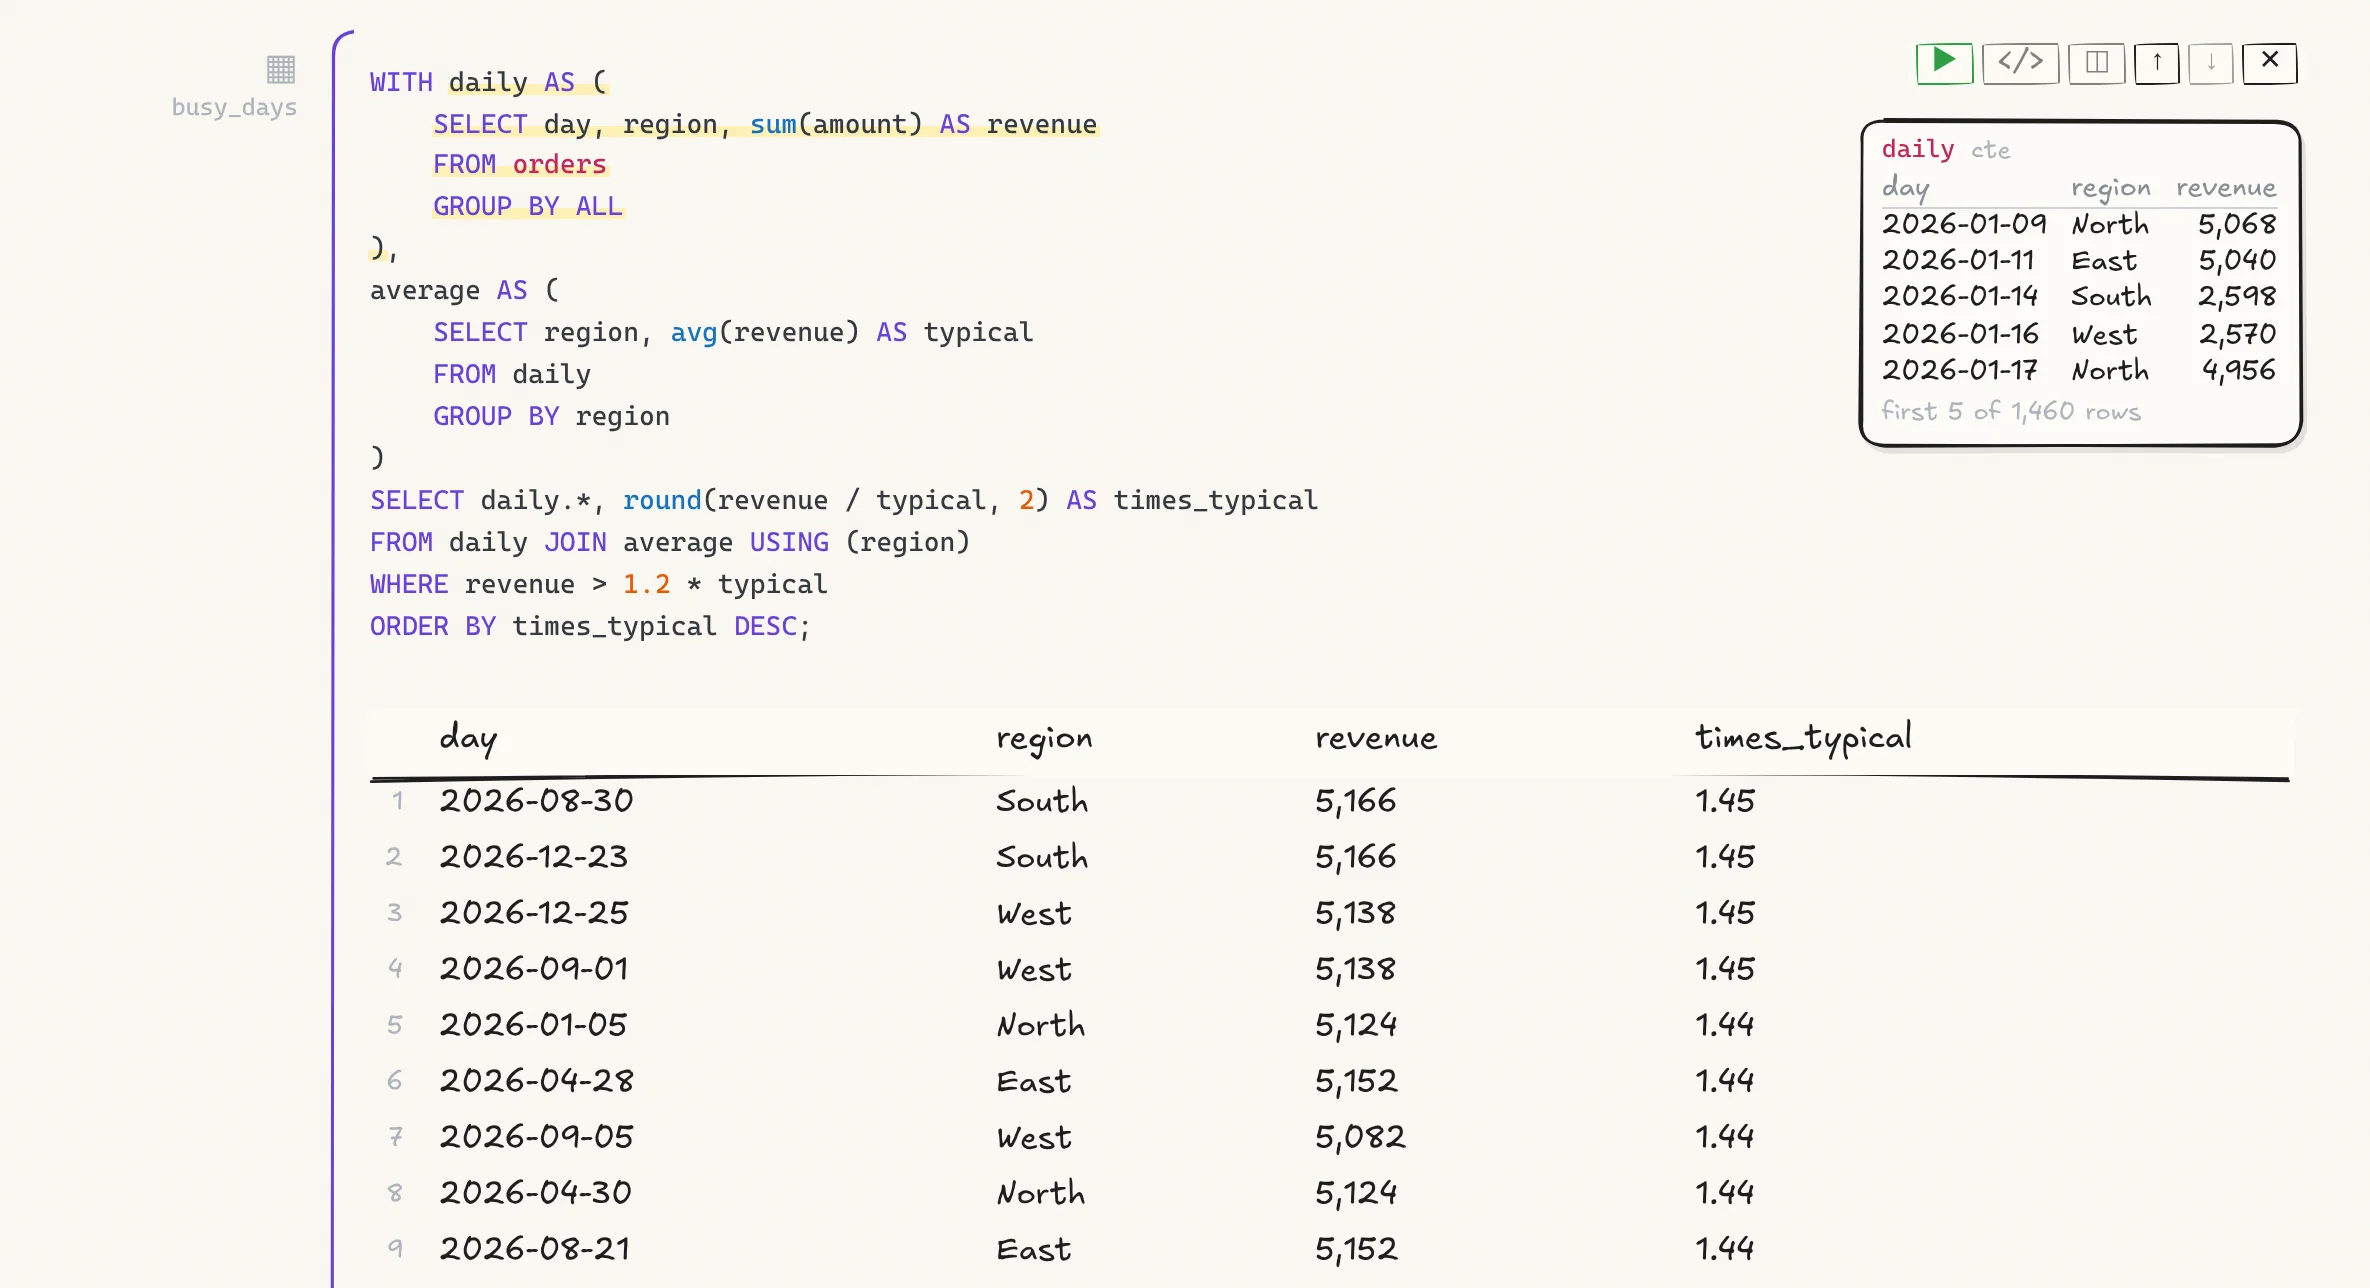 busy_days
WITH daily AS (
    SELECT day, region, sum(amount) AS revenue
    FROM orders
    GROUP BY ALL
),
average AS (
    SELECT region, avg(revenue) AS typical
    FROM daily
    GROUP BY region
)
SELECT daily.*, round(revenue / typical, 2) AS times_typical
FROM daily JOIN average USING (region)
WHERE revenue > 1.2 * typical
ORDER BY times_typical DESC;
</> ↑ ↓ ✕
daily cte
day region revenue
2026-01-09 North 5,068
2026-01-11 East 5,040
2026-01-14 South 2,598
2026-01-16 West 2,570
2026-01-17 North 4,956
first 5 of 1,460 rows
day region revenue times_typical
1 2026-08-30 South 5,166 1.45
2 2026-12-23 South 5,166 1.45
3 2026-12-25 West 5,138 1.45
4 2026-09-01 West 5,138 1.45
5 2026-01-05 North 5,124 1.44
6 2026-04-28 East 5,152 1.44
7 2026-09-05 West 5,082 1.44
8 2026-04-30 North 5,124 1.44
9 2026-08-21 East 5,152 1.44